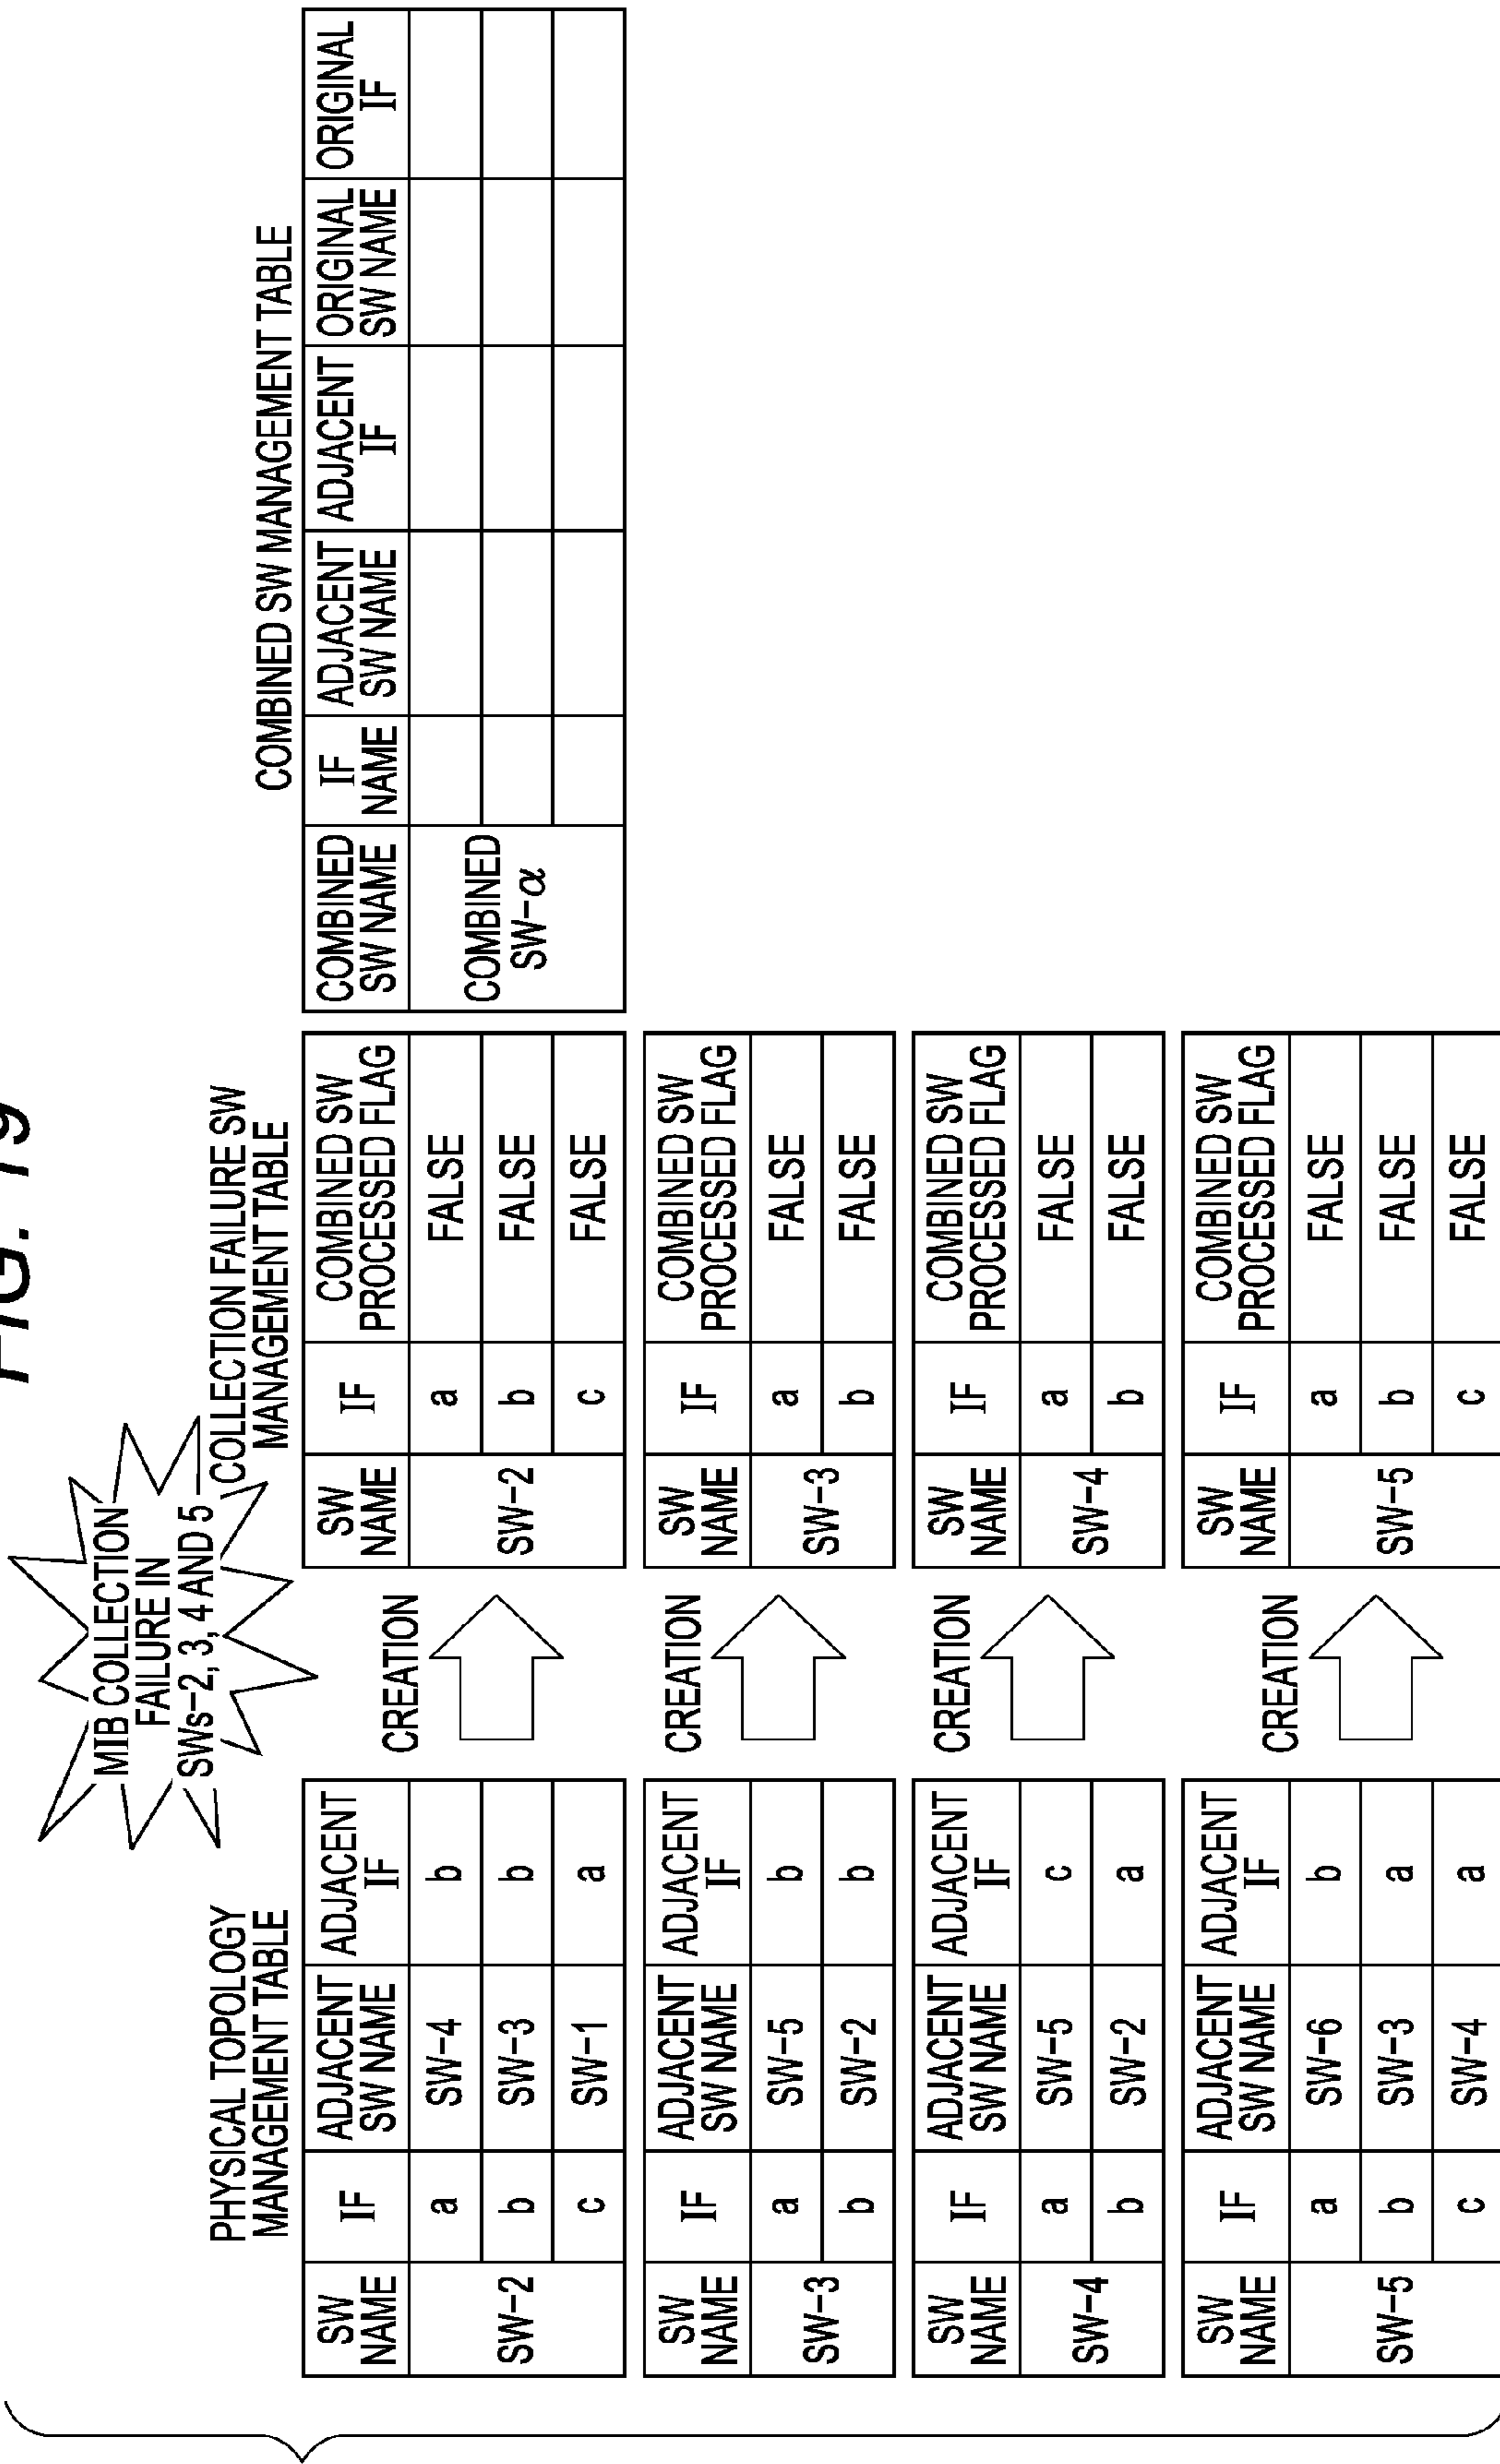 FIG. 19
MIB COLLECTION
FAILURE IN
SWs-2, 3, 4 AND 5
PHYSICAL TOPOLOGY
MANAGEMENT TABLE
SW NAME IF ADJACENT SW NAME ADJACENT IF
SW-2 a SW-4 b
b SW-3 b
c SW-1 a
SW NAME IF ADJACENT SW NAME ADJACENT IF
SW-3 a SW-5 b
b SW-2 b
SW NAME IF ADJACENT SW NAME ADJACENT IF
SW-4 a SW-5 c
b SW-2 a
SW NAME IF ADJACENT SW NAME ADJACENT IF
SW-5 a SW-6 b
b SW-3 a
c SW-4 a
CREATION
CREATION
CREATION
CREATION
COLLECTION FAILURE SW
MANAGEMENT TABLE
SW NAME IF COMBINED SW PROCESSED FLAG
SW-2 a FALSE
b FALSE
c FALSE
SW NAME IF COMBINED SW PROCESSED FLAG
SW-3 a FALSE
b FALSE
SW NAME IF COMBINED SW PROCESSED FLAG
SW-4 a FALSE
b FALSE
SW NAME IF COMBINED SW PROCESSED FLAG
SW-5 a FALSE
b FALSE
c FALSE
COMBINED SW MANAGEMENT TABLE
COMBINED SW NAME IF NAME ADJACENT SW NAME ADJACENT IF ORIGINAL SW NAME ORIGINAL IF
COMBINED
SW-α